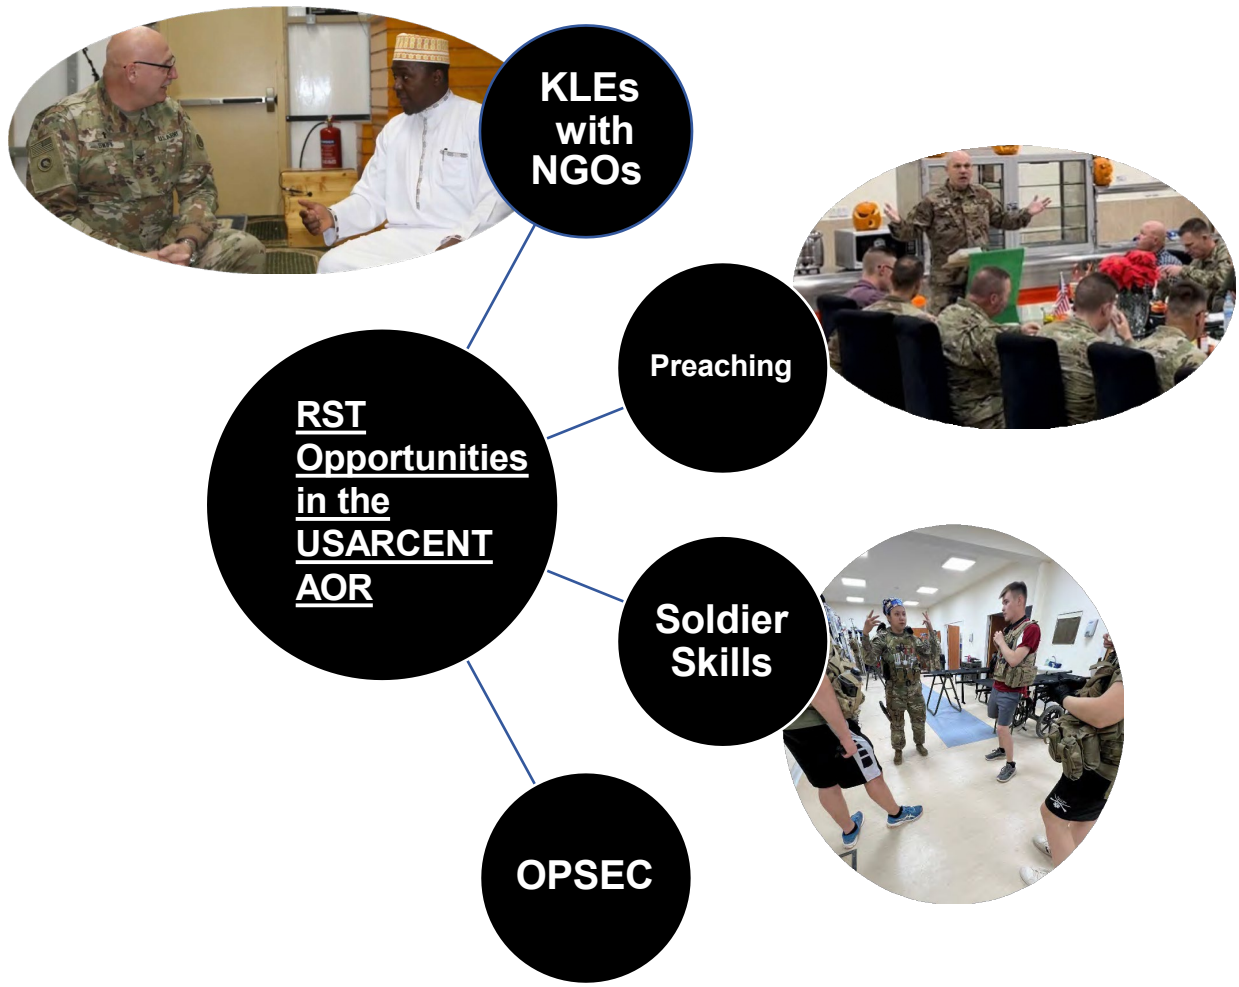 KLEs
with
NGOs
Preaching
RST
Opportunities
in the
USARCENT
AOR
Soldier
Skills
OPSEC